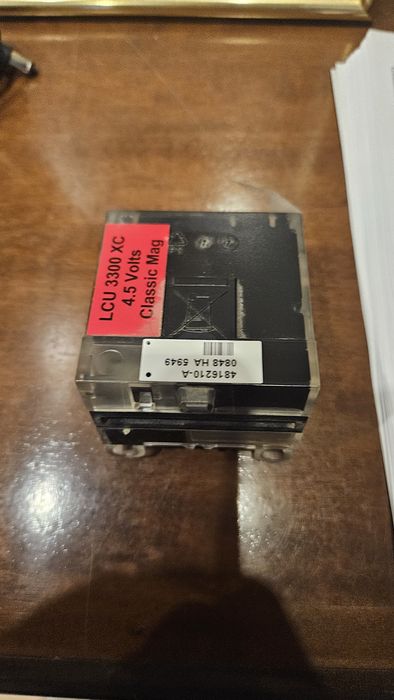 LCU 3300 XC
4.5 Volts
Classic Mag
4816210-A
0848 HA 5949